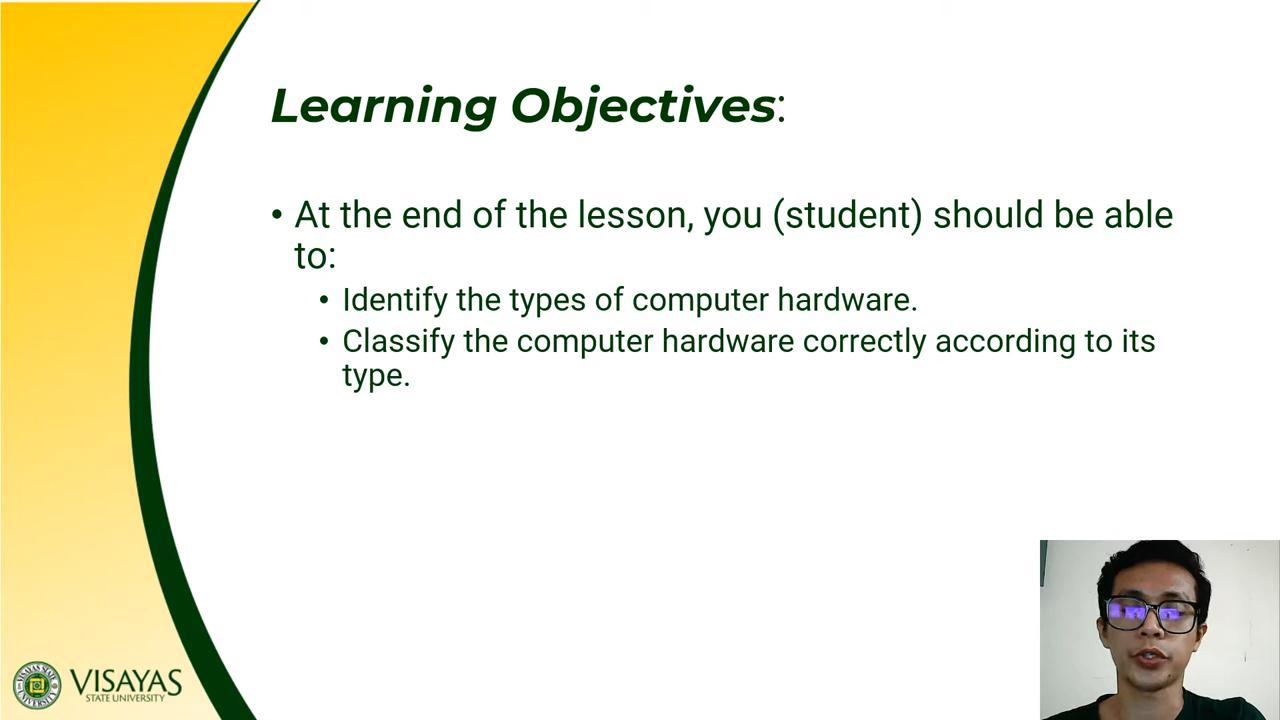 Learning Objectives:
• At the end of the lesson, you (student) should be able
to:
• Identify the types of computer hardware.
• Classify the computer hardware correctly according to its
type.
VISAYAS
STATE UNIVERSITY